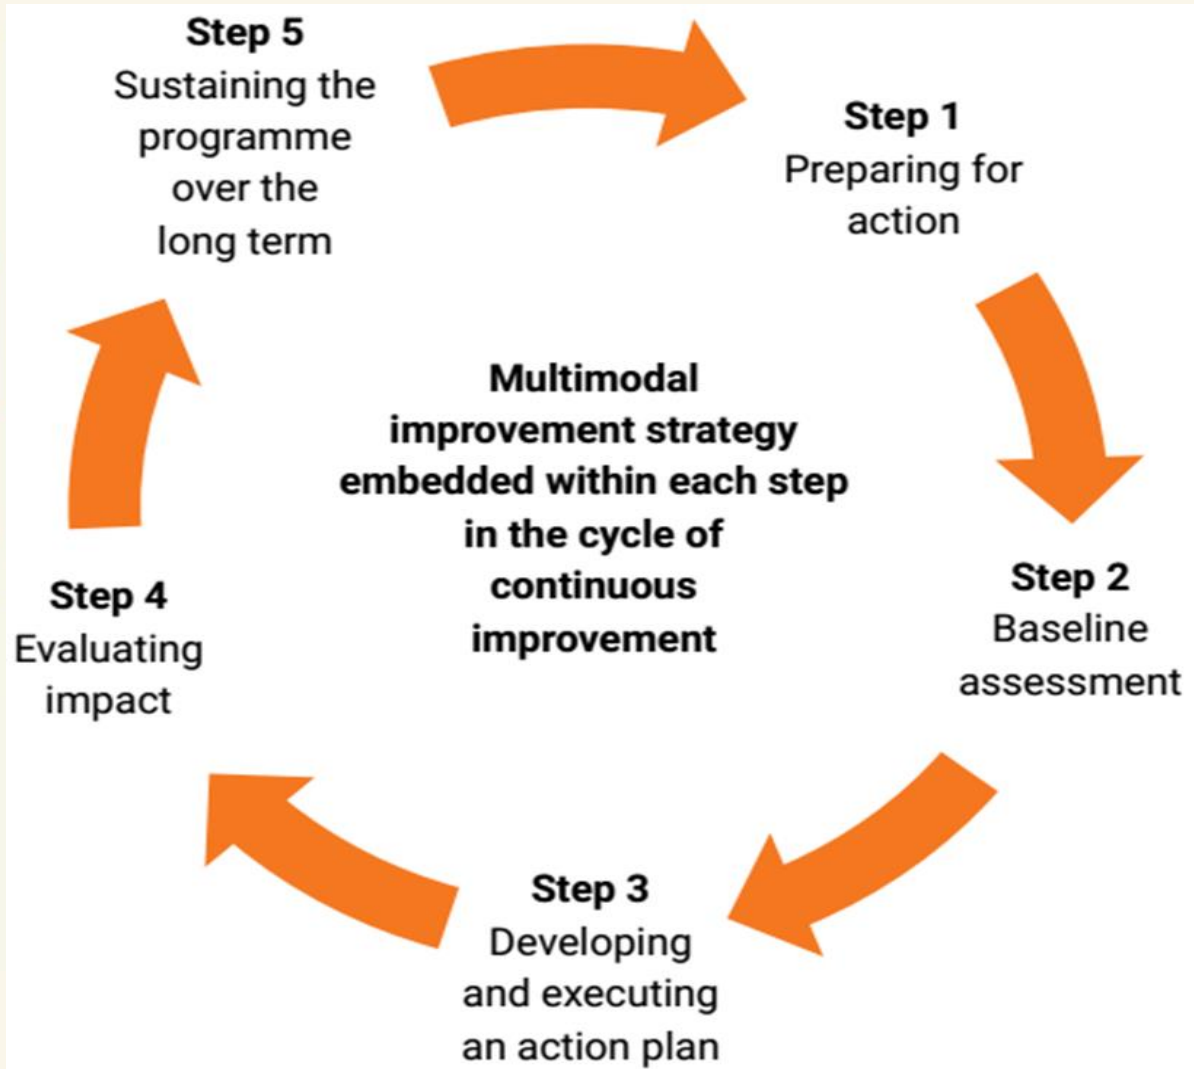 Step 1
Preparing for
action
Step 2
Baseline
assessment
Step 3
Developing
and executing
an action plan
Step 4
Evaluating
impact
Step 5
Sustaining the
programme
over the
long term
Multimodal
improvement strategy
embedded within each step
in the cycle of
continuous
improvement